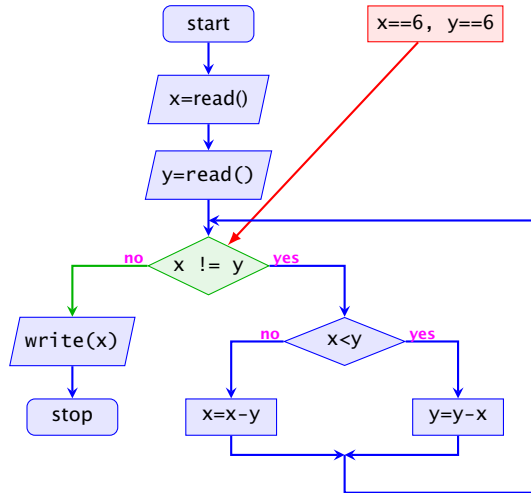 start
x==6, y==6
x=read()
y=read()
x != y
no
yes
write(x)
x<y
no
yes
stop
x=x-y
y=y-x